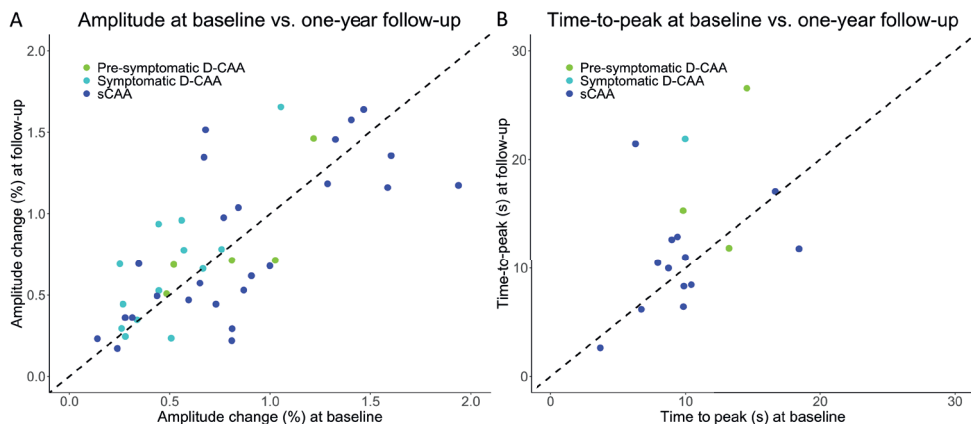 A
Amplitude at baseline vs. one-year follow-up
2.0
1.5
1.0
0.5
0.0
Amplitude change (%) at follow-up
Pre-symptomatic D-CAA
Symptomatic D-CAA
sCAA
0.0 0.5 1.0 1.5 2.0
Amplitude change (%) at baseline
B
Time-to-peak at baseline vs. one-year follow-up
30
20
10
0
Time-to-peak (s) at follow-up
Pre-symptomatic D-CAA
Symptomatic D-CAA
sCAA
0 10 20 30
Time to peak (s) at baseline